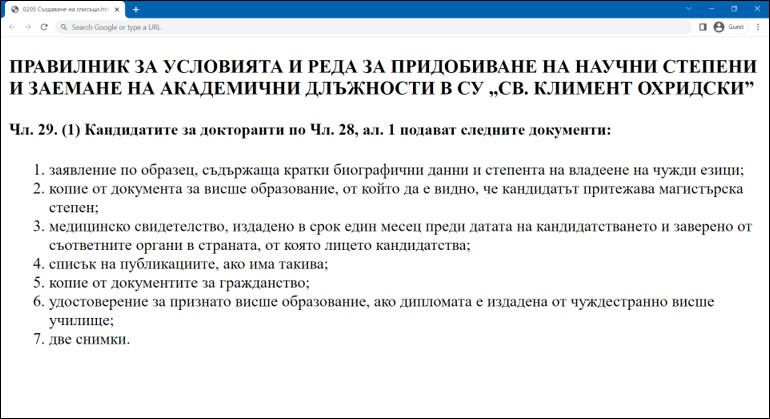 0205 Създаване на списъци.htm
Search Google or type a URL
Guest
ПРАВИЛНИК ЗА УСЛОВИЯТА И РЕДА ЗА ПРИДОБИВАНЕ НА НАУЧНИ СТЕПЕНИ
И ЗАЕМАНЕ НА АКАДЕМИЧНИ ДЛЪЖНОСТИ В СУ „СВ. КЛИМЕНТ ОХРИДСКИ”
Чл. 29. (1) Кандидатите за докторанти по Чл. 28, ал. 1 подават следните документи:
1. заявление по образец, съдържаща кратки биографични данни и степента на владеене на чужди езици;
2. копие от документа за висше образование, от който да е видно, че кандидатът притежава магистърска
степен;
3. медицинско свидетелство, издадено в срок един месец преди датата на кандидатстването и заверено от
съответните органи в страната, от която лицето кандидатства;
4. списък на публикациите, ако има такива;
5. копие от документите за гражданство;
6. удостоверение за признато висше образование, ако дипломата е издадена от чуждестранно висше
училище;
7. две снимки.